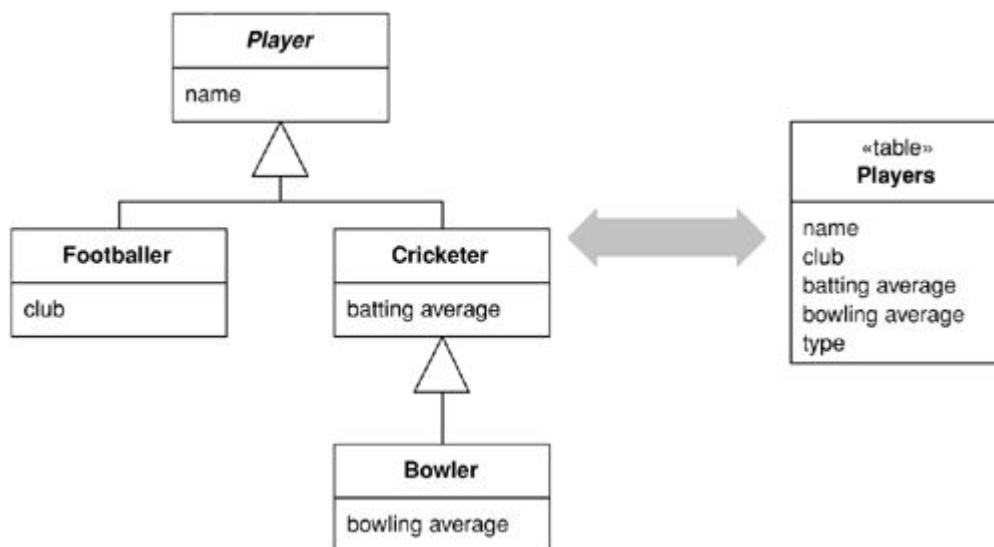 Player
name
Footballer
club
Cricketer
batting average
Bowler
bowling average
«table»
Players
name
club
batting average
bowling average
type